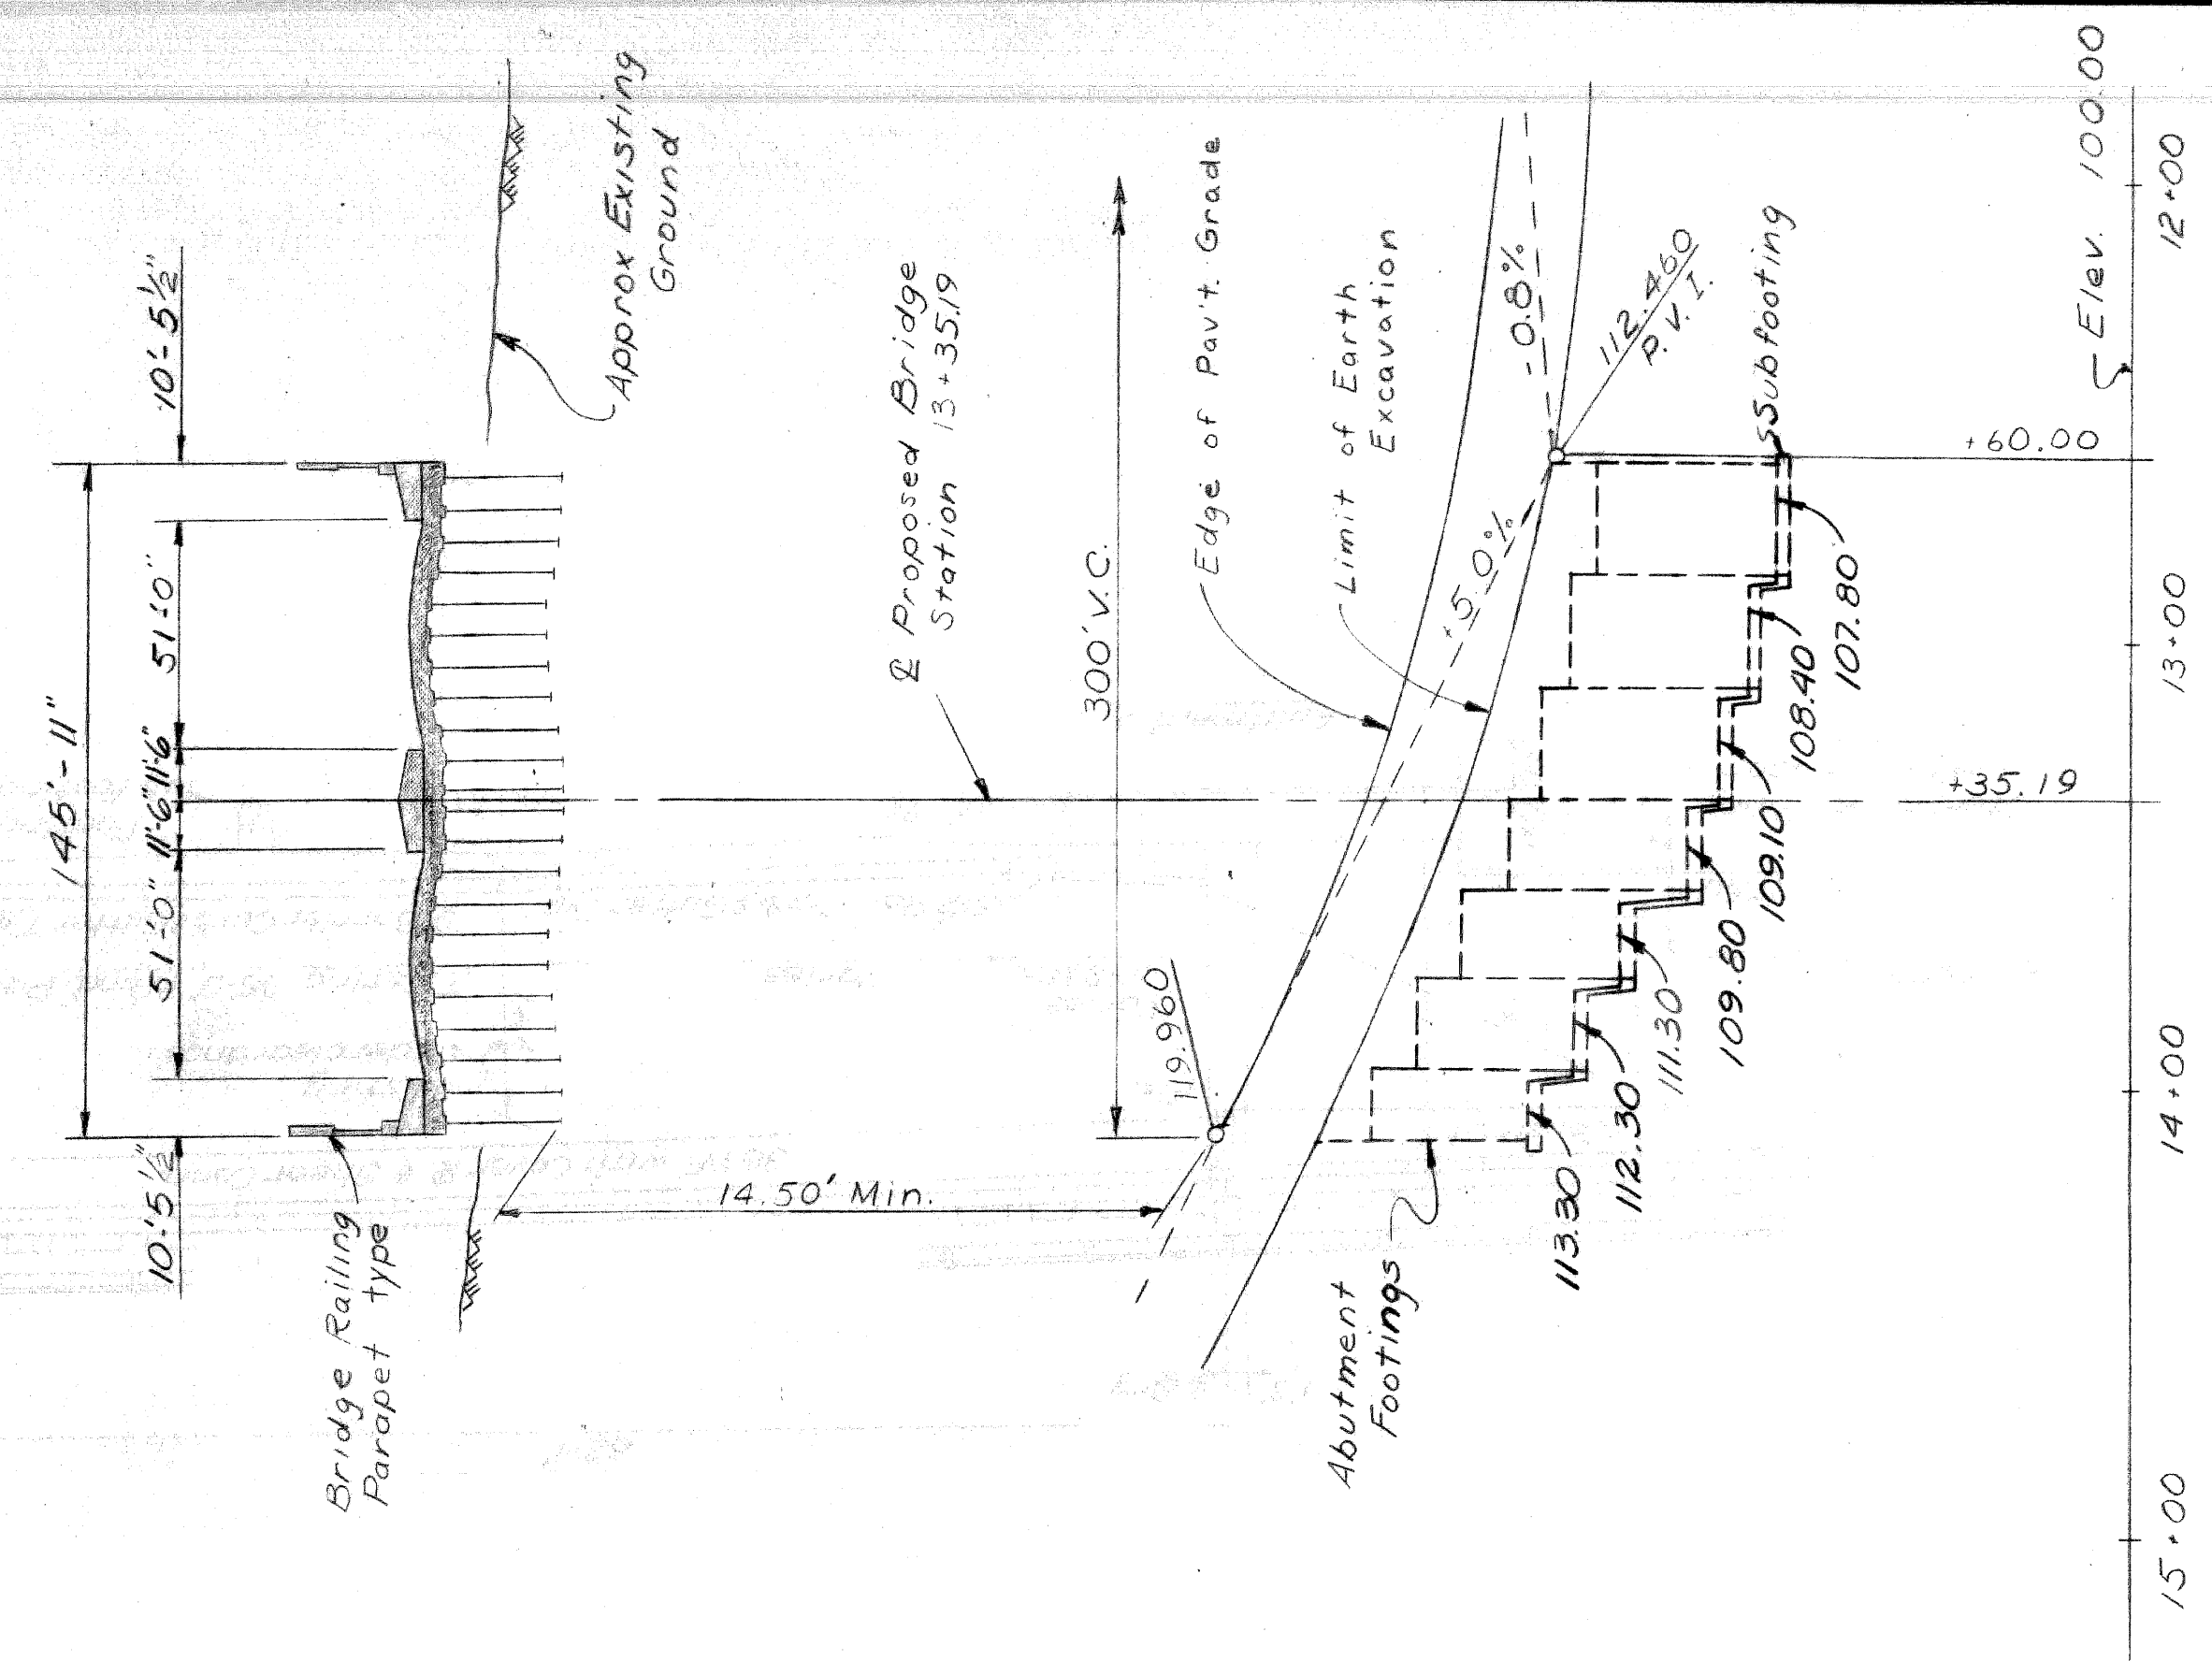 145'-11"
10'-5½"
51'-0"
11'-6"
11'-6"
51'-0"
10'-5½"
Bridge Railing
Parapet type
Approx Existing
Ground
℄ Proposed Bridge
Station 13+35.19
14.50' Min.
300' V.C.
119.960
Edge of Pav't. Grade
Limit of Earth
Excavation
+5.0%
-0.8%
112.460
P.V.I.
Abutment
Footings
Subfooting
113.30
112.30
111.30
109.80
109.10
108.40
107.80
+35.19
+60.00
Elev. 100.00
15+00
14+00
13+00
12+00